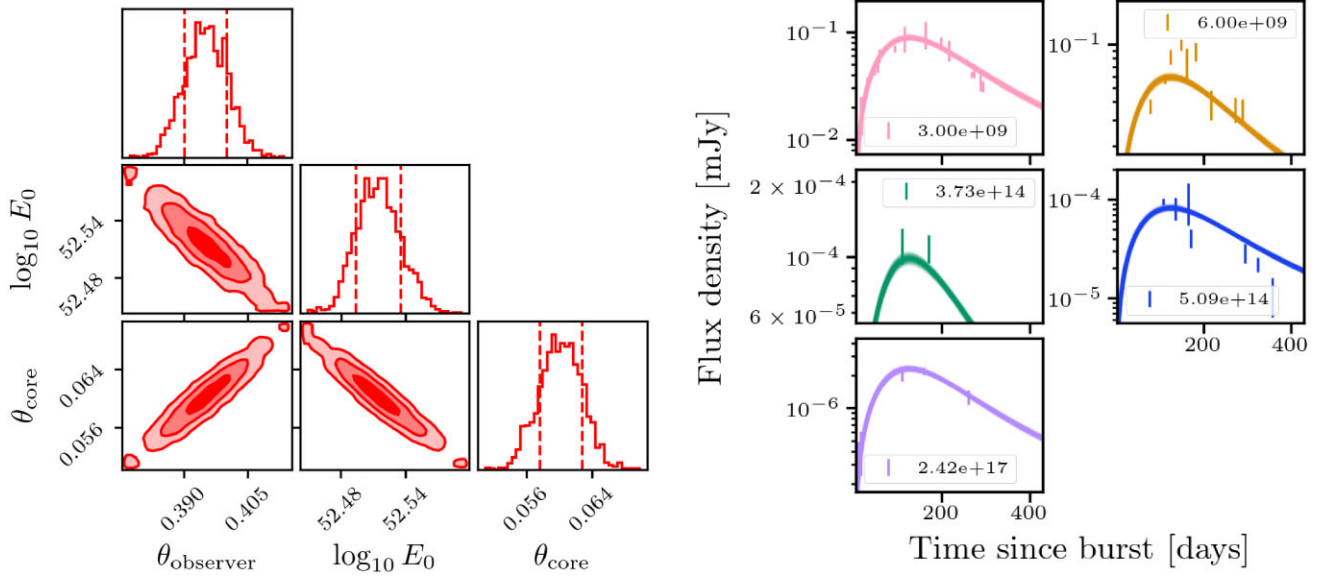 log₁₀ E₀
52.54
52.48
θcore
0.064
0.056
0.390
0.405
52.48
52.54
0.056
0.064
θobserver
log₁₀ E₀
θcore
Flux density [mJy]
10⁻¹
10⁻²
3.00e+09
10⁻¹
6.00e+09
2 × 10⁻⁴
10⁻⁴
6 × 10⁻⁵
3.73e+14
10⁻⁴
10⁻⁵
5.09e+14
200
400
10⁻⁶
2.42e+17
200
400
Time since burst [days]